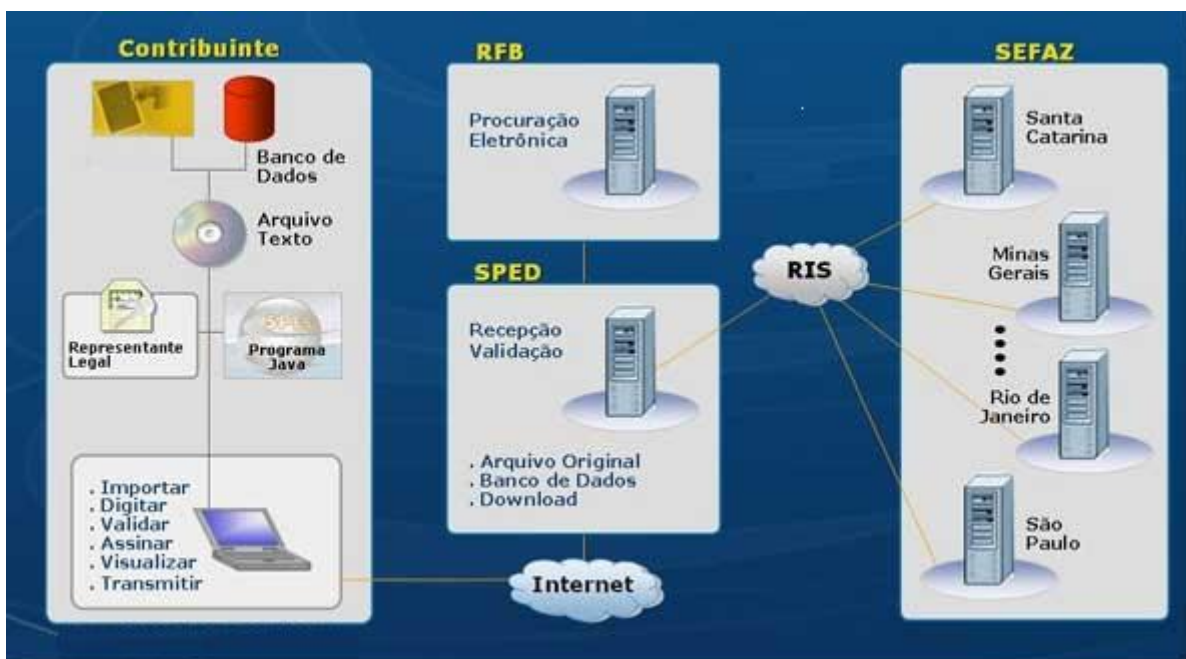 Contribuinte
Banco de
Dados
Arquivo
Texto
Representante
Legal
SPED
Programa
Java
. Importar
. Digitar
. Validar
. Assinar
. Visualizar
. Transmitir
RFB
Procuração
Eletrônica
SPED
Recepção
Validação
. Arquivo Original
. Banco de Dados
. Download
Internet
RIS
SEFAZ
Santa
Catarina
Minas
Gerais
Rio de
Janeiro
São
Paulo